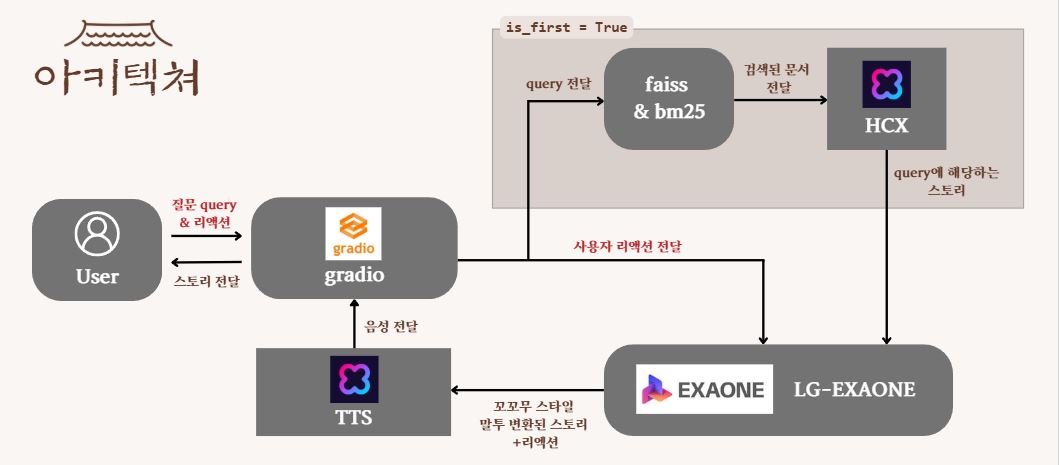 아키텍쳐
is_first = True
query 전달
faiss
& bm25
검색된 문서
전달
HCX
query에 해당하는
스토리
질문 query
& 리액션
User
스토리 전달
gradio
gradio
사용자 리액션 전달
음성 전달
TTS
꼬꼬무 스타일
말투 변환된 스토리
+리액션
EXAONE
LG-EXAONE